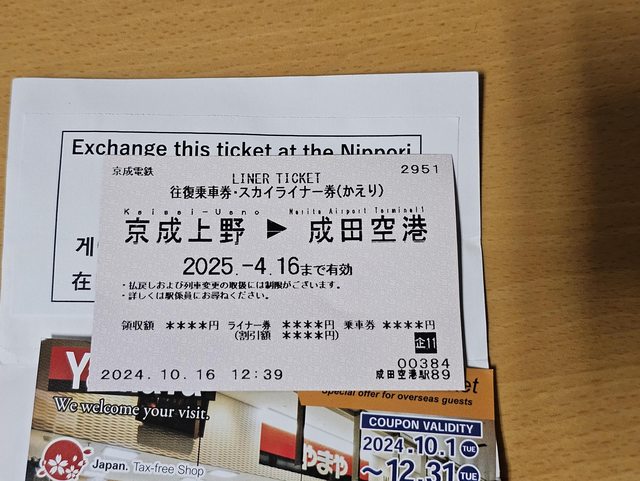 Exchange this ticket at the Nippori
京成電鉄
2951
LINER TICKET
往復乗車券・スカイライナー券(かえり)
Keisei-Ueno Narita Airport Terminal1
京成上野 ▶ 成田空港
2025.-4.16まで有効
・払戻しおよび列車変更の取扱には制限がございます。
・詳しくは駅係員にお尋ねください。
領収額 ****円 ライナー券 ****円 乗車券 ****円
(割引額 ****円)
企11
00384
2024.10.16 12:39
成田空港駅89
게
在
We welcome your visit.
Special offer for overseas guests
COUPON VALIDITY
2024.10.1 TUE
~12.31 TUE
Japan. Tax-free Shop
やまや